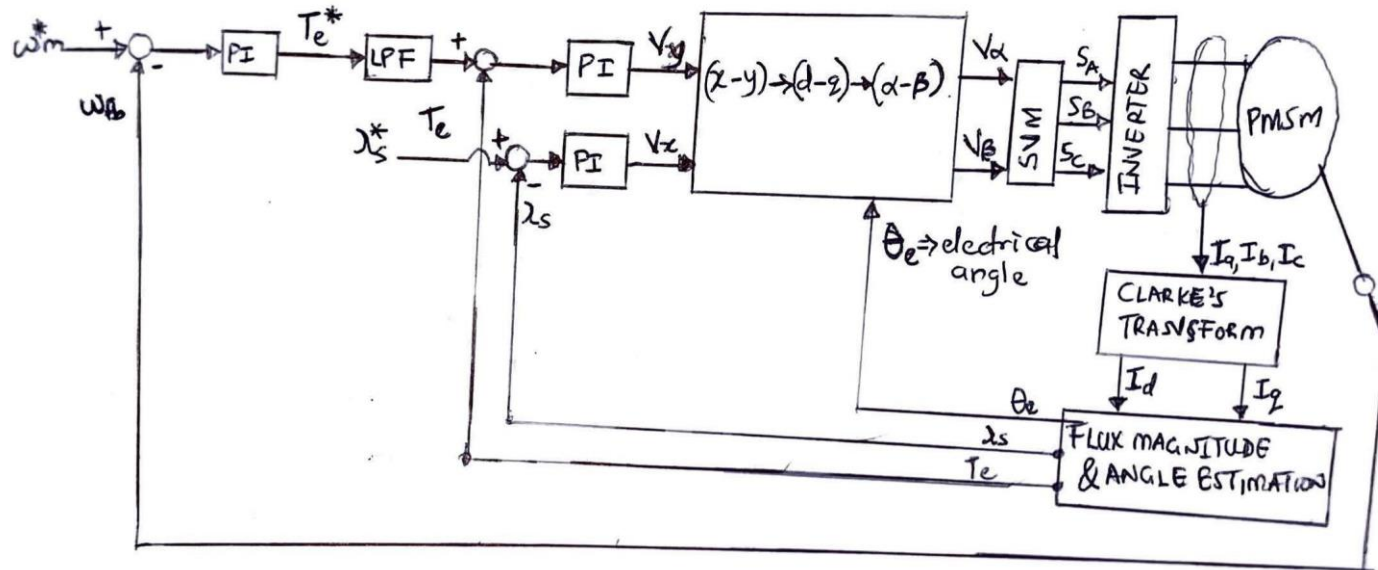 ω*m
+
-
PI
Te*
LPF
+
PI
Vy
(x-y)→(d-q)→(α-β)
Vα
SVM
SA
SB
SC
INVERTER
PMSM
Te
λs*
+
-
PI
Vx
Vβ
λs
θe⇒electrical
angle
Ia, Ib, Ic
CLARKE'S
TRANSFORM
Id
Iq
θe
λs
Te
FLUX MAGNITUDE
& ANGLE ESTIMATION